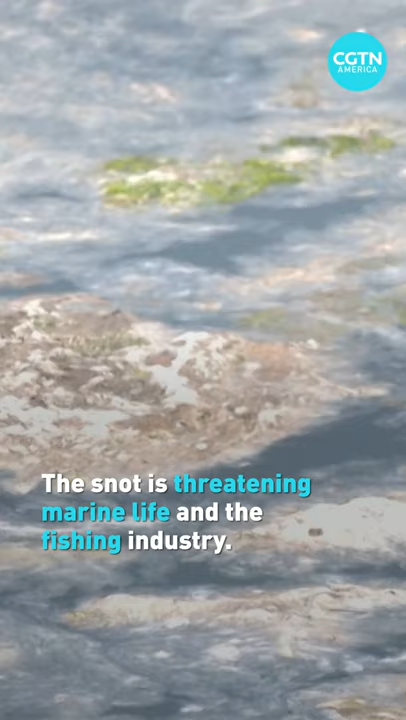 CGTN
AMERICA
The snot is threatening
marine life and the
fishing industry.